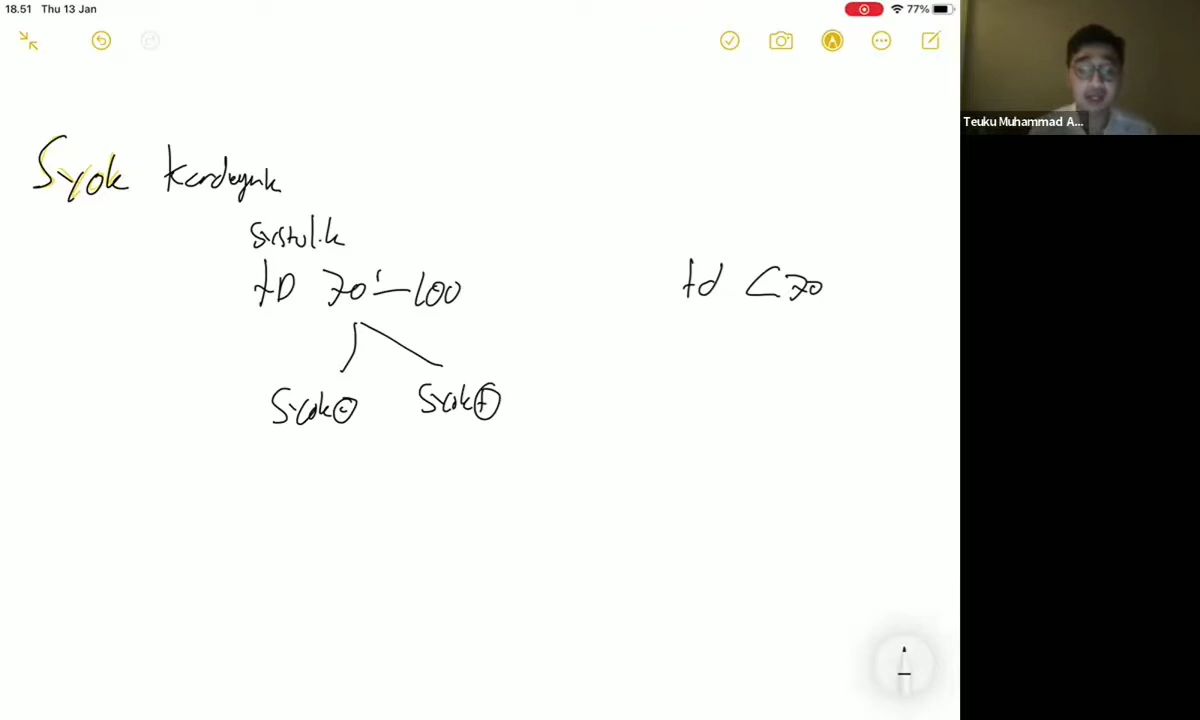 18.51 Thu 13 Jan
77%
Teuku Muhammad A...
Syok Kardiogenik
sistolik
tD 70 – 100
td < 70
Syok (-) Syok (+)